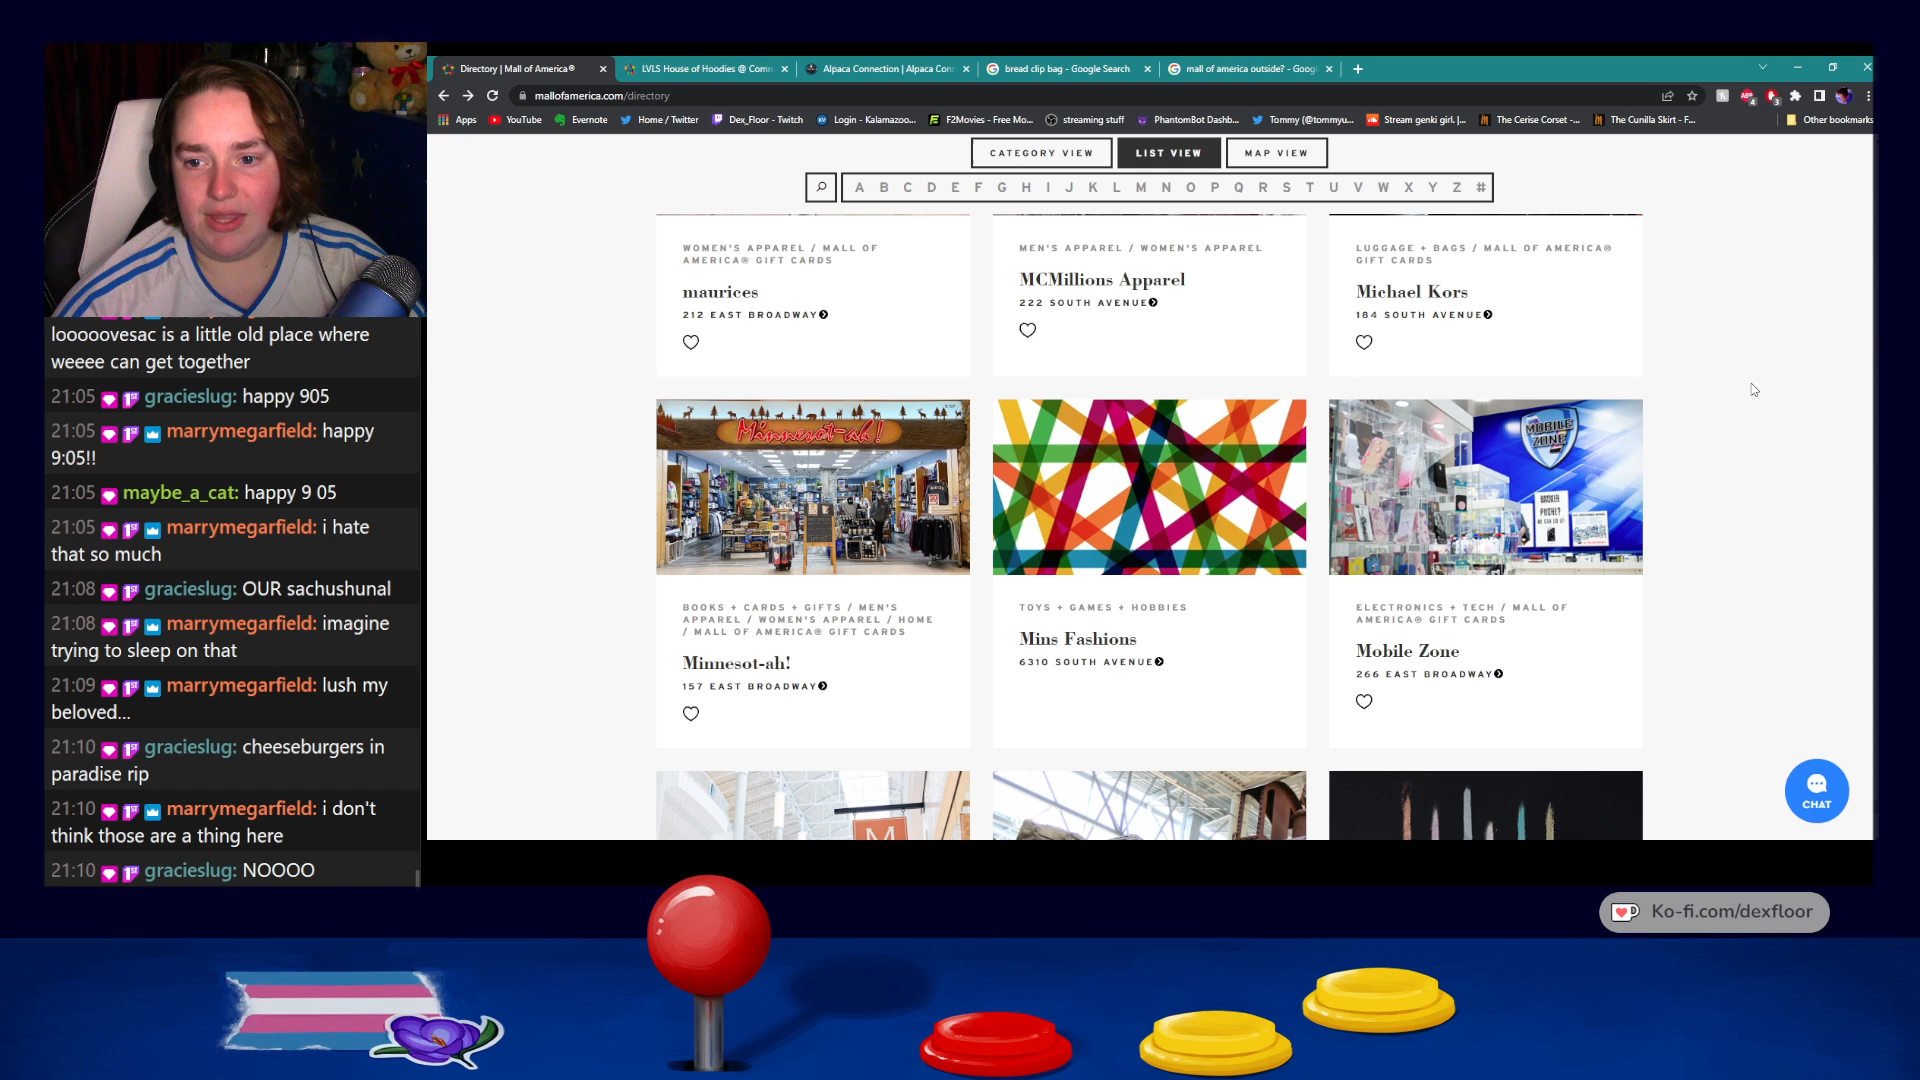 looooovesac is a little old place where
weeee can get together
21:05 gracieslug: happy 905
21:05 marrymegarfield: happy
9:05!!
21:05 maybe_a_cat: happy 9 05
21:05 marrymegarfield: i hate
that so much
21:08 gracieslug: OUR sachushunal
21:08 marrymegarfield: imagine
trying to sleep on that
21:09 marrymegarfield: lush my
beloved...
21:10 gracieslug: cheeseburgers in
paradise rip
21:10 marrymegarfield: i don't
think those are a thing here
21:10 gracieslug: NOOOO
Directory | Mall of America®
LVLS House of Hoodies @ Comm
Alpaca Connection | Alpaca Conn
bread clip bag - Google Search
mall of america outside? - Googl
mallofamerica.com/directory
Apps
YouTube
Evernote
Home / Twitter
Dex_Floor - Twitch
Login - Kalamazoo...
F2Movies - Free Mo...
streaming stuff
PhantomBot Dashb...
Tommy (@tommyu...
Stream genki girl. |...
The Cerise Corset -...
The Cunilla Skirt - F...
Other bookmarks
CATEGORY VIEW
LIST VIEW
MAP VIEW
A B C D E F G H I J K L M N O P Q R S T U V W X Y Z #
WOMEN'S APPAREL / MALL OF
AMERICA® GIFT CARDS
maurices
212 EAST BROADWAY
MEN'S APPAREL / WOMEN'S APPAREL
MCMillions Apparel
222 SOUTH AVENUE
LUGGAGE + BAGS / MALL OF AMERICA®
GIFT CARDS
Michael Kors
184 SOUTH AVENUE
Minnesot-ah!
MOBILE
ZONE
BOOKS + CARDS + GIFTS / MEN'S
APPAREL / WOMEN'S APPAREL / HOME
/ MALL OF AMERICA® GIFT CARDS
Minnesot-ah!
157 EAST BROADWAY
TOYS + GAMES + HOBBIES
Mins Fashions
6310 SOUTH AVENUE
ELECTRONICS + TECH / MALL OF
AMERICA® GIFT CARDS
Mobile Zone
266 EAST BROADWAY
M
CHAT
Ko-fi.com/dexfloor